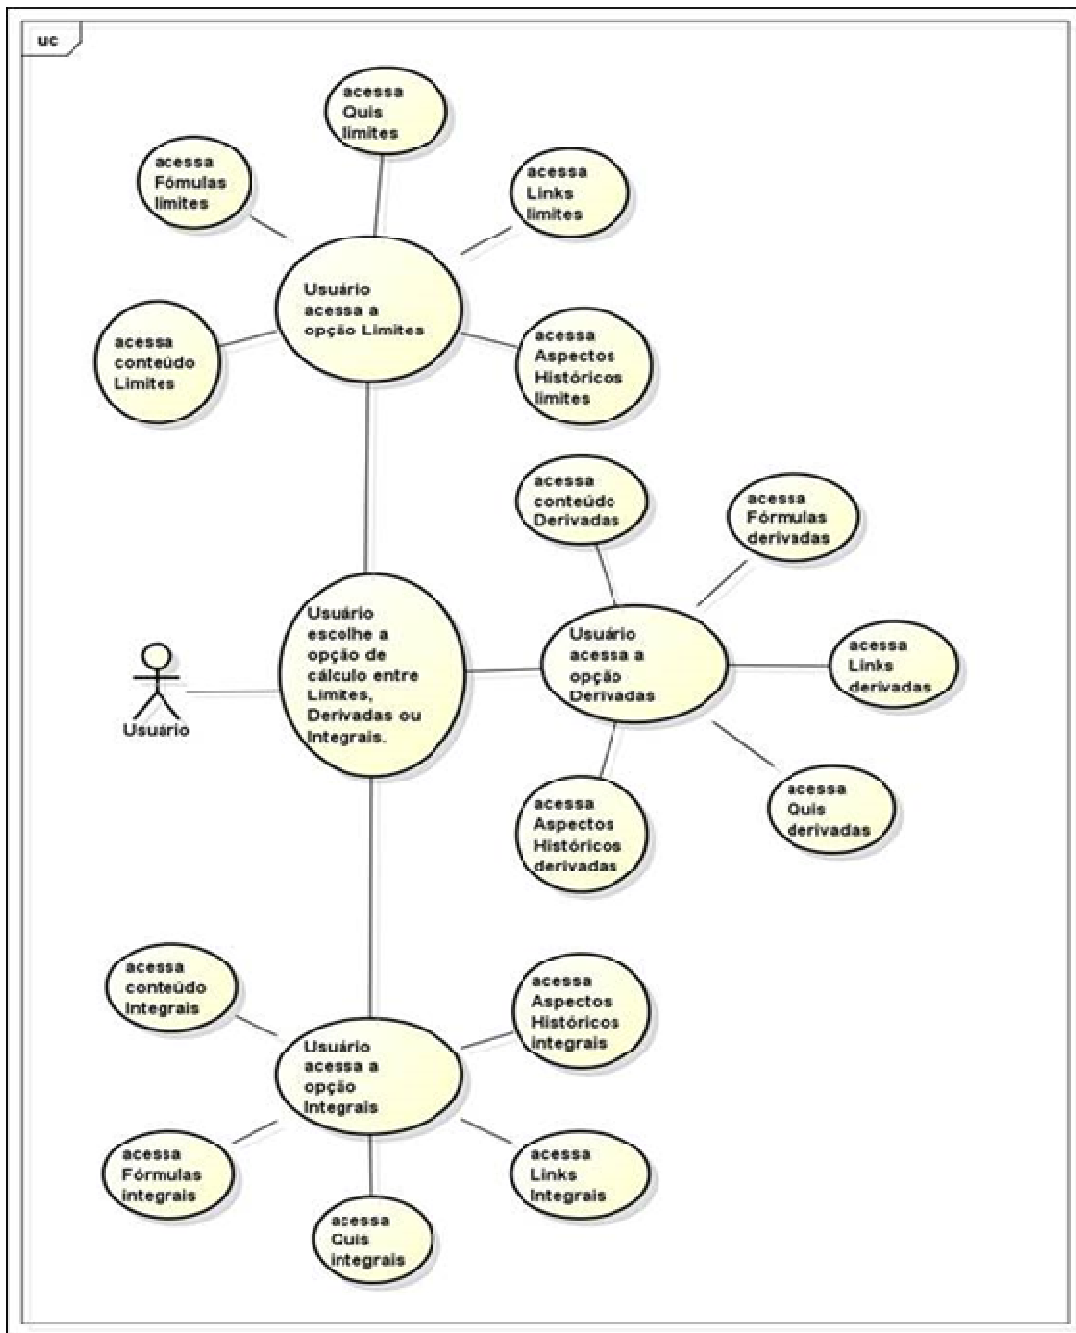 uc
acessa
Quis
limites
acessa
Fómulas
limites
acessa
Links
limites
Usuário
acessa a
opção Limites
acessa
conteúdo
Limites
acessa
Aspectos
Históricos
limites
acessa
conteúdo
Derivadas
acessa
Fórmulas
derivadas
Usuário
escolhe a
opção de
cálculo entre
Limites,
Derivadas ou
Integrais.
Usuário
acessa a
opção
Derivadas
acessa
Links
derivadas
Usuário
acessa
Quis
derivadas
acessa
Aspectos
Históricos
derivadas
acessa
conteúdo
Integrais
acessa
Aspectos
Históricos
integrais
Usuário
acessa a
opção
Integrais
acessa
Fórmulas
integrais
acessa
Links
Integrais
acessa
Quis
integrais